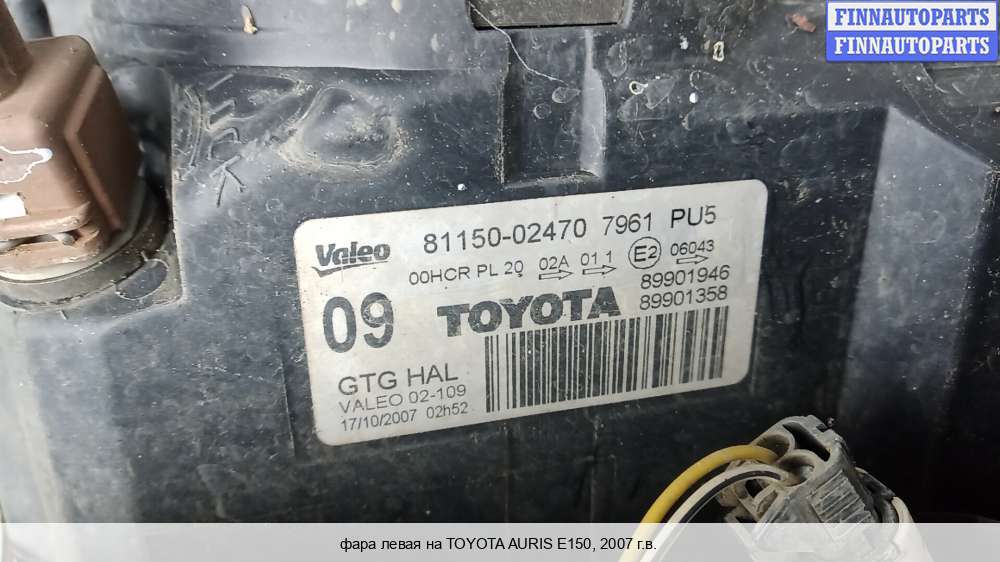 FINNAUTOPARTS
FINNAUTOPARTS
Valeo 81150-02470 7961 PU5
00HCR PL 20 02A 01 1 E2 06043
89901946
09 TOYOTA 89901358
GTG HAL
VALEO 02-109
17/10/2007 02h52
фара левая на TOYOTA AURIS E150, 2007 г.в.